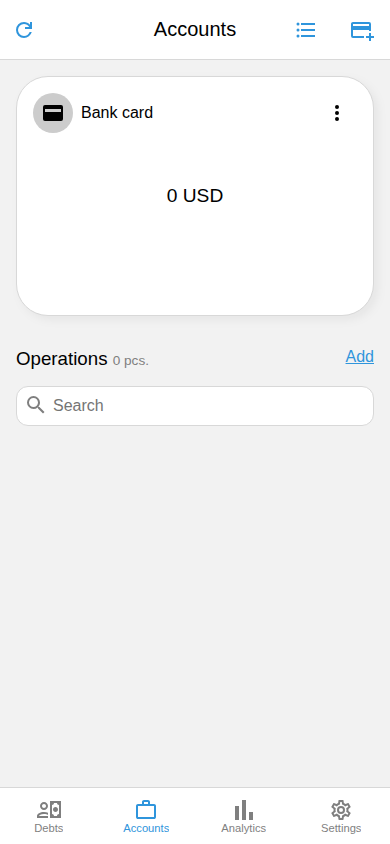 Accounts
Bank card
0 USD
Operations 0 pcs.
Add
Search
Debts
Accounts
Analytics
Settings